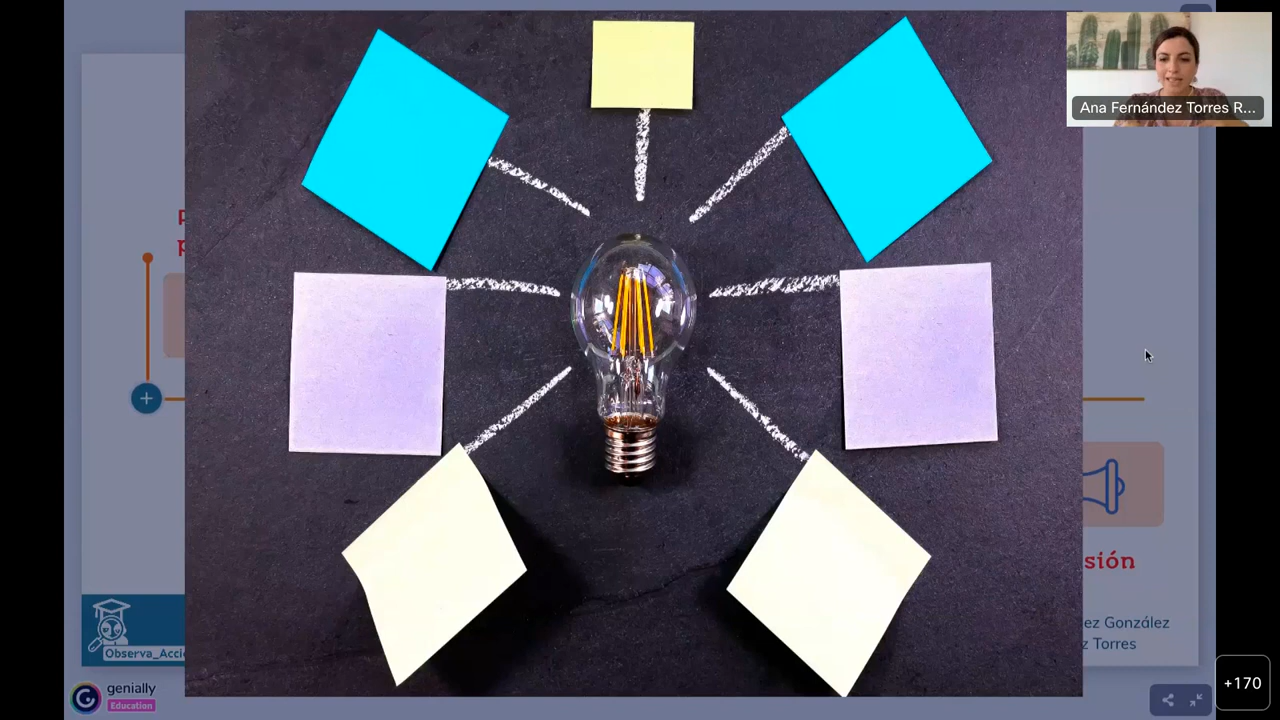 Ana Fernández Torres R...
sión
ez González
z Torres
Observa_Acci
genially
Education
+170